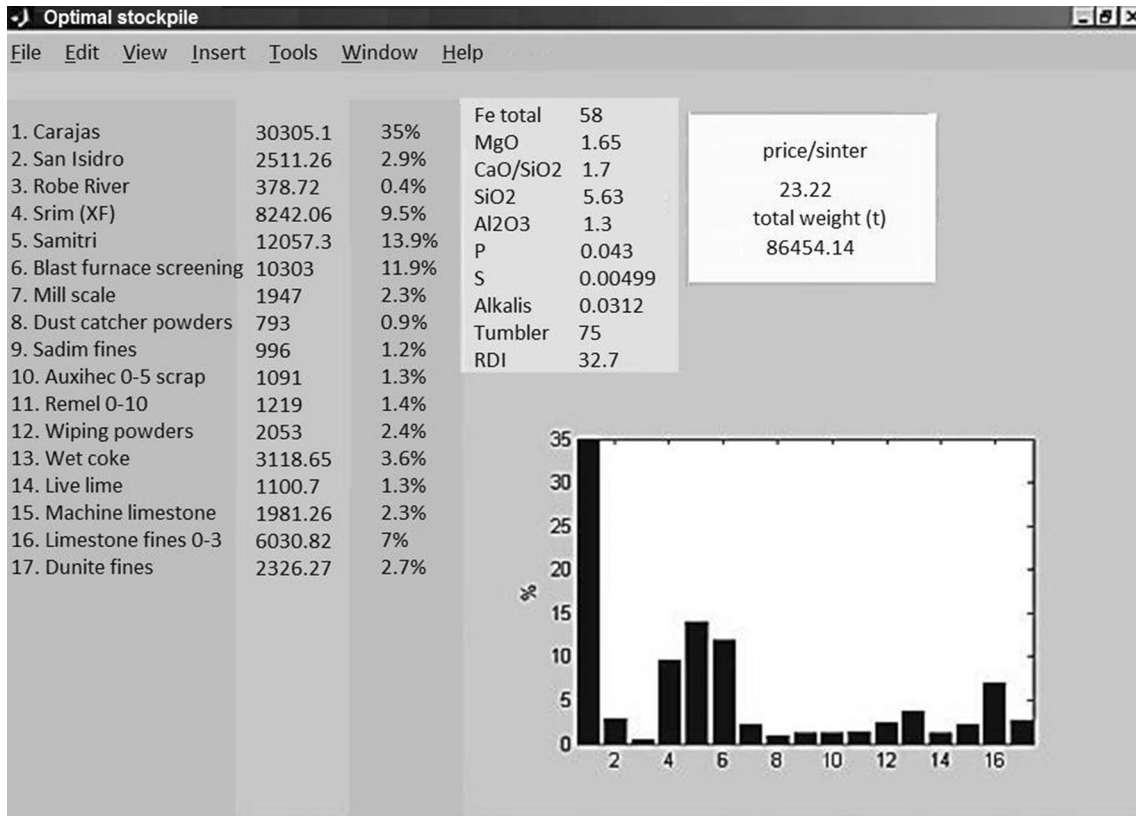 Optimal stockpile
File Edit View Insert Tools Window Help
1. Carajas 30305.1 35%
2. San Isidro 2511.26 2.9%
3. Robe River 378.72 0.4%
4. Srim (XF) 8242.06 9.5%
5. Samitri 12057.3 13.9%
6. Blast furnace screening 10303 11.9%
7. Mill scale 1947 2.3%
8. Dust catcher powders 793 0.9%
9. Sadim fines 996 1.2%
10. Auxihec 0-5 scrap 1091 1.3%
11. Remel 0-10 1219 1.4%
12. Wiping powders 2053 2.4%
13. Wet coke 3118.65 3.6%
14. Live lime 1100.7 1.3%
15. Machine limestone 1981.26 2.3%
16. Limestone fines 0-3 6030.82 7%
17. Dunite fines 2326.27 2.7%
Fe total 58
MgO 1.65
CaO/SiO2 1.7
SiO2 5.63
Al2O3 1.3
P 0.043
S 0.00499
Alkalis 0.0312
Tumbler 75
RDI 32.7
price/sinter
23.22
total weight (t)
86454.14
35
30
25
20
15
10
5
0
%
2 4 6 8 10 12 14 16